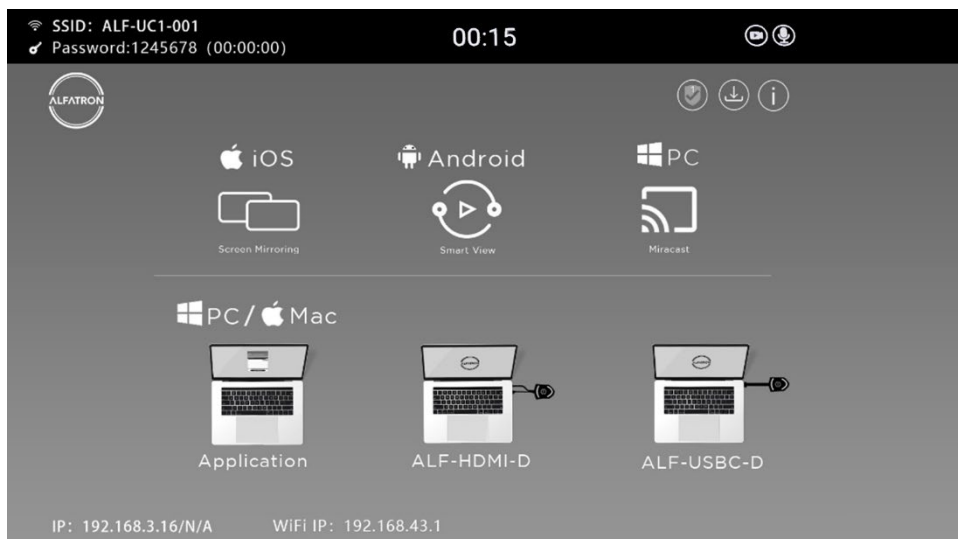 SSID: ALF-UC1-001
Password:1245678 (00:00:00)
00:15
ALFATRON
iOS
Android
PC
Screen Mirroring
Smart View
Miracast
PC/ Mac
Application
ALF-HDMI-D
ALF-USBC-D
IP: 192.168.3.16/N/A
WiFi IP: 192.168.43.1